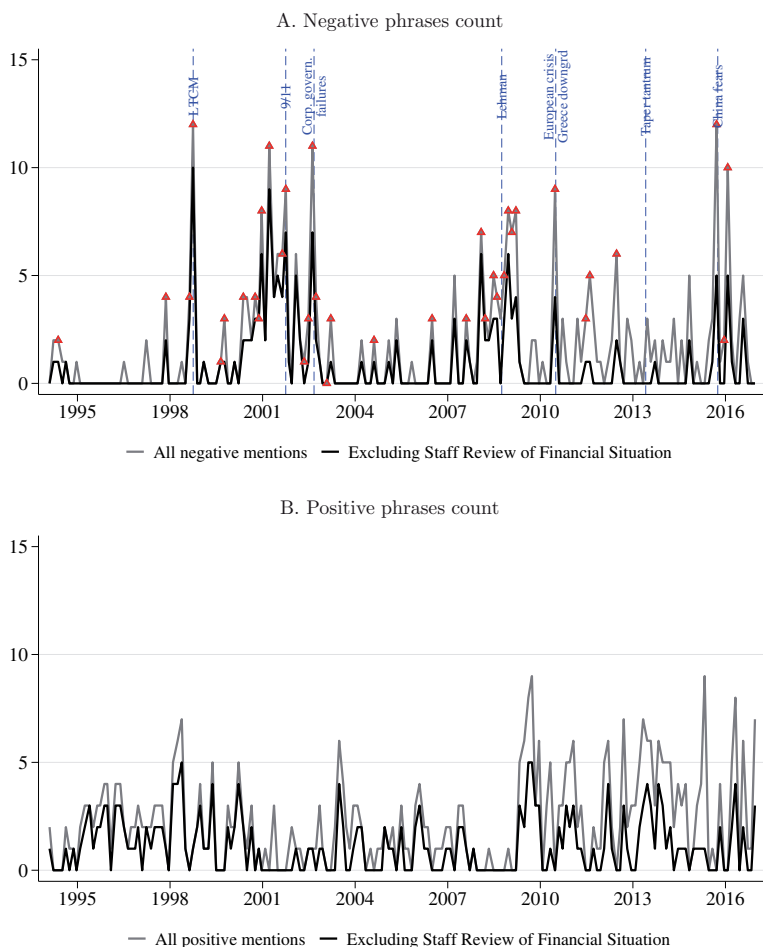 A. Negative phrases count
15
10
5
0
LTCM
9/11
Corp. govern.
failures
Lehman
European crisis
Greece downgrd
Taper tantrum
China fears
1995 1998 2001 2004 2007 2010 2013 2016
All negative mentions Excluding Staff Review of Financial Situation
B. Positive phrases count
15
10
5
0
1995 1998 2001 2004 2007 2010 2013 2016
All positive mentions Excluding Staff Review of Financial Situation